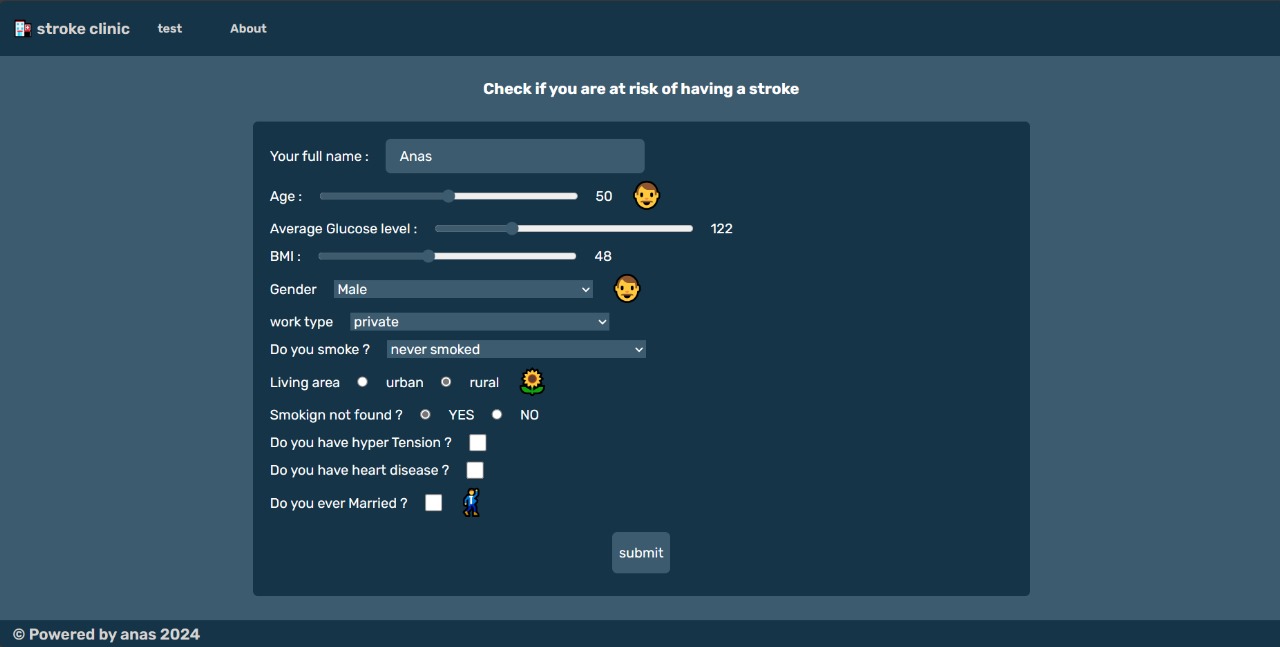 stroke clinic test About
Check if you are at risk of having a stroke
Your full name : Anas
Age : 50
Average Glucose level : 122
BMI : 48
Gender Male
work type private
Do you smoke ? never smoked
Living area urban rural
Smokign not found ? YES NO
Do you have hyper Tension ?
Do you have heart disease ?
Do you ever Married ?
submit
© Powered by anas 2024